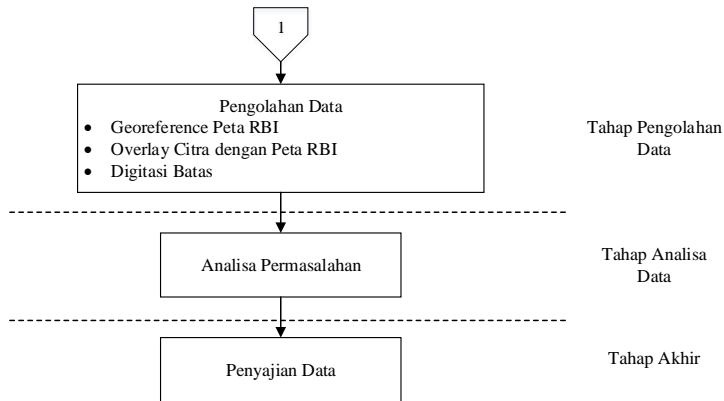 1
Pengolahan Data
• Georeference Peta RBI
• Overlay Citra dengan Peta RBI
• Digitasi Batas
Tahap Pengolahan
Data
Analisa Permasalahan
Tahap Analisa
Data
Penyajian Data
Tahap Akhir